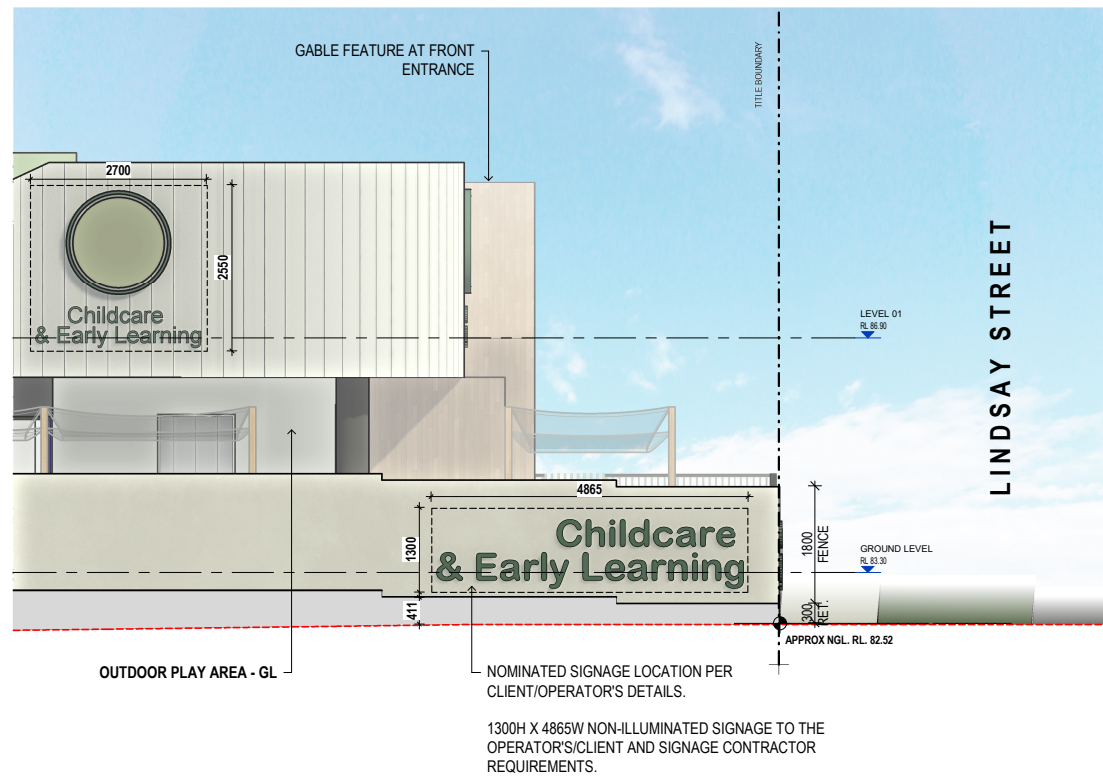 GABLE FEATURE AT FRONT
ENTRANCE
TITLE BOUNDARY
2700
2550
Childcare
& Early Learning
LINDSAY STREET
LEVEL 01
RL 86.90
4865
1300
Childcare
& Early Learning
1800
FENCE
GROUND LEVEL
RL 83.30
411
300
RET.
APPROX NGL. RL. 82.52
OUTDOOR PLAY AREA - GL
NOMINATED SIGNAGE LOCATION PER
CLIENT/OPERATOR'S DETAILS.
1300H X 4865W NON-ILLUMINATED SIGNAGE TO THE
OPERATOR'S/CLIENT AND SIGNAGE CONTRACTOR
REQUIREMENTS.